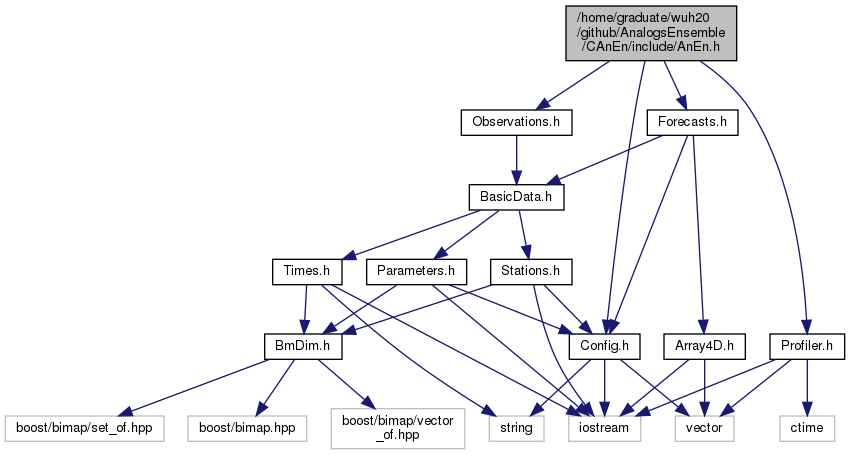 /home/graduate/wuh20
/github/AnalogsEnsemble
/CAnEn/include/AnEn.h
Observations.h
Forecasts.h
BasicData.h
Times.h
Parameters.h
Stations.h
BmDim.h
Config.h
Array4D.h
Profiler.h
boost/bimap/set_of.hpp
boost/bimap.hpp
boost/bimap/vector
_of.hpp
string
iostream
vector
ctime